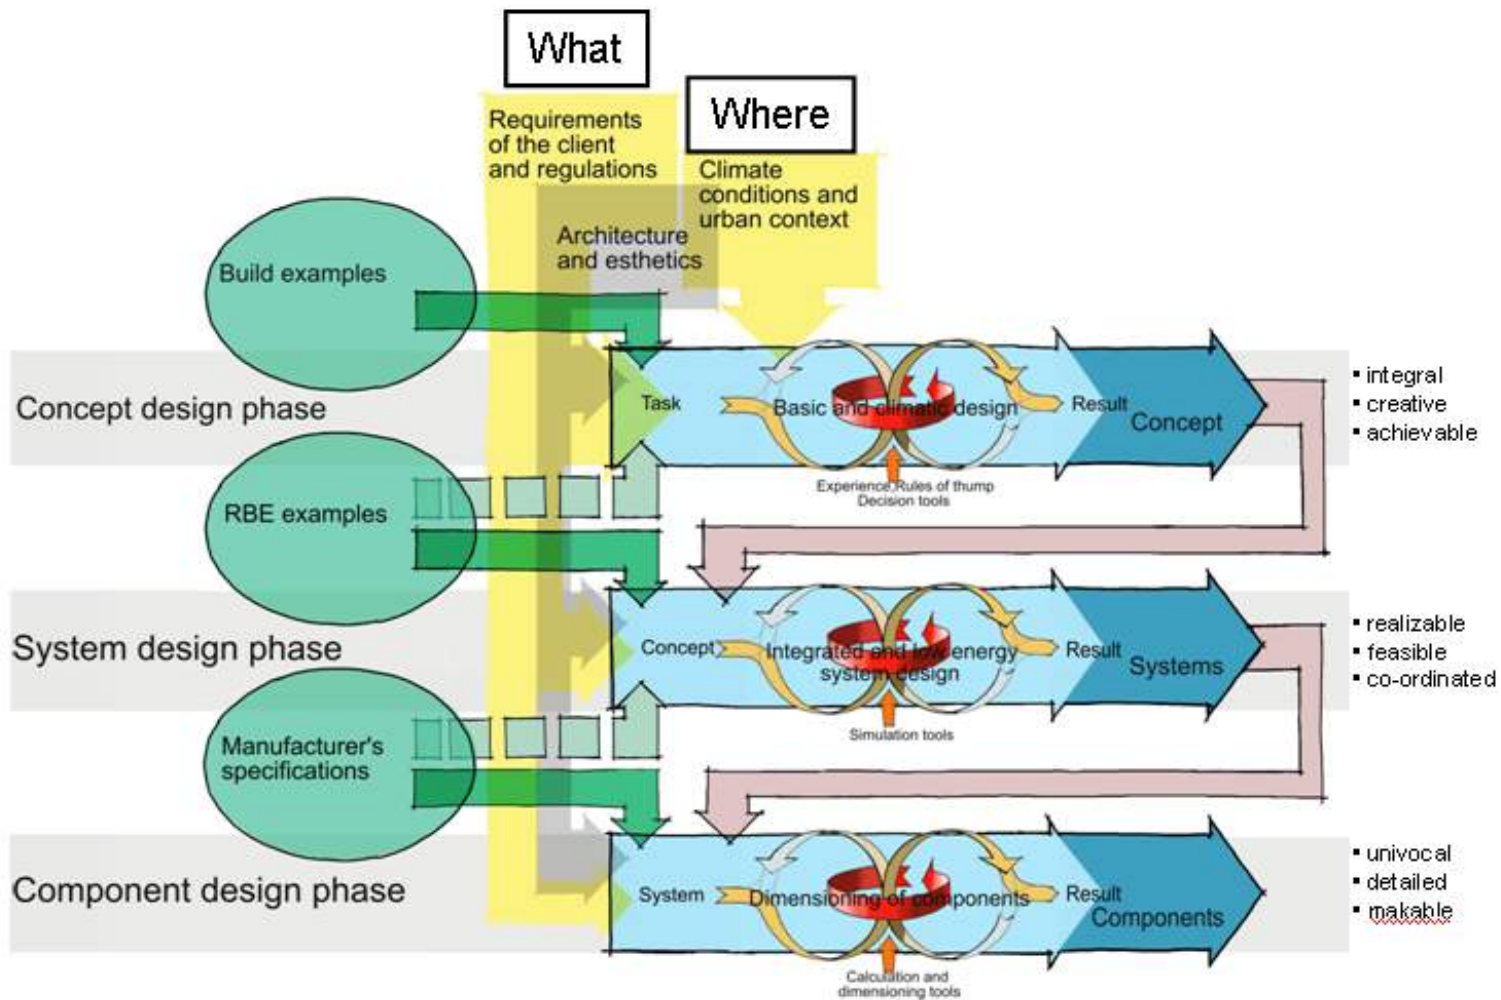 What
Where
Requirements
of the client
and regulations
Climate
conditions and
urban context
Architecture
and esthetics
Build examples
Concept design phase
Task
Basic and climatic design
Result
Concept
▪ integral
▪ creative
▪ achievable
Experience,Rules of thump
Decision tools
RBE examples
System design phase
Concept
Integrated and low energy
system design
Result
Systems
▪ realizable
▪ feasible
▪ co-ordinated
Simulation tools
Manufacturer's
specifications
Component design phase
System
Dimensioning of components
Result
Components
▪ univocal
▪ detailed
▪ makable
Calculation and
dimensioning tools